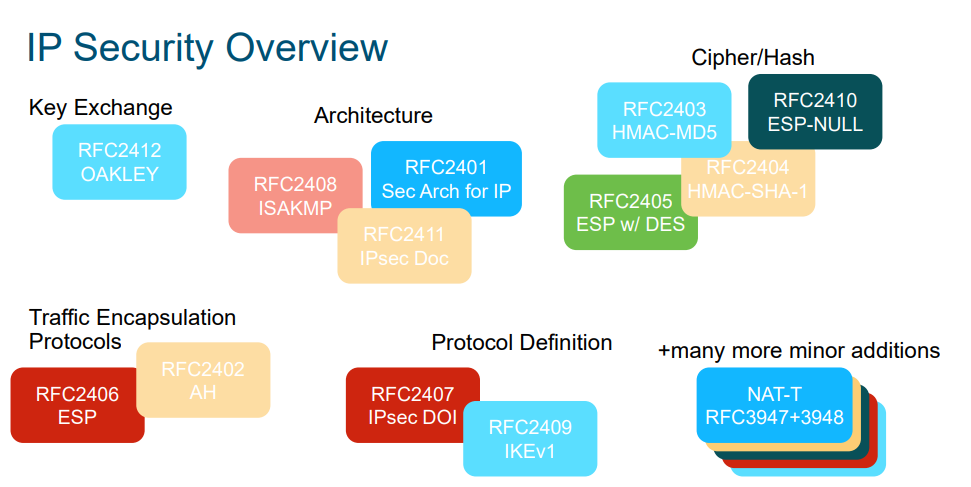 IP Security Overview
Cipher/Hash
Key Exchange
Architecture
RFC2412
OAKLEY
RFC2408
ISAKMP
RFC2401
Sec Arch for IP
RFC2411
IPsec Doc
RFC2403
HMAC-MD5
RFC2410
ESP-NULL
RFC2404
HMAC-SHA-1
RFC2405
ESP w/ DES
Traffic Encapsulation
Protocols
RFC2406
ESP
RFC2402
AH
Protocol Definition
RFC2407
IPsec DOI
RFC2409
IKEv1
+many more minor additions
NAT-T
RFC3947+3948